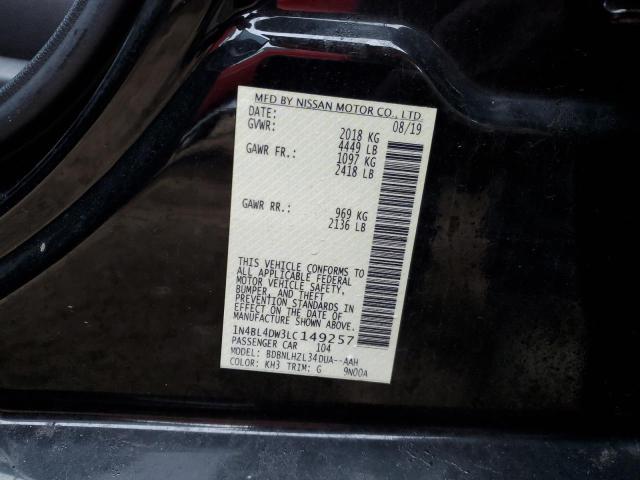 MFD BY NISSAN MOTOR CO., LTD.
DATE: 08/19
GVWR: 2018 KG
4449 LB
GAWR FR.: 1097 KG
2418 LB
GAWR RR.: 969 KG
2136 LB
THIS VEHICLE CONFORMS TO
ALL APPLICABLE FEDERAL
MOTOR VEHICLE SAFETY,
BUMPER, AND THEFT
PREVENTION STANDARDS IN
EFFECT ON THE DATE OF
MANUFACTURE SHOWN ABOVE.
1N4BL4DW3LC149257
PASSENGER CAR 104
MODEL: BDBNLHZL34DUA--AAH
COLOR: KH3 TRIM: G 9N00A